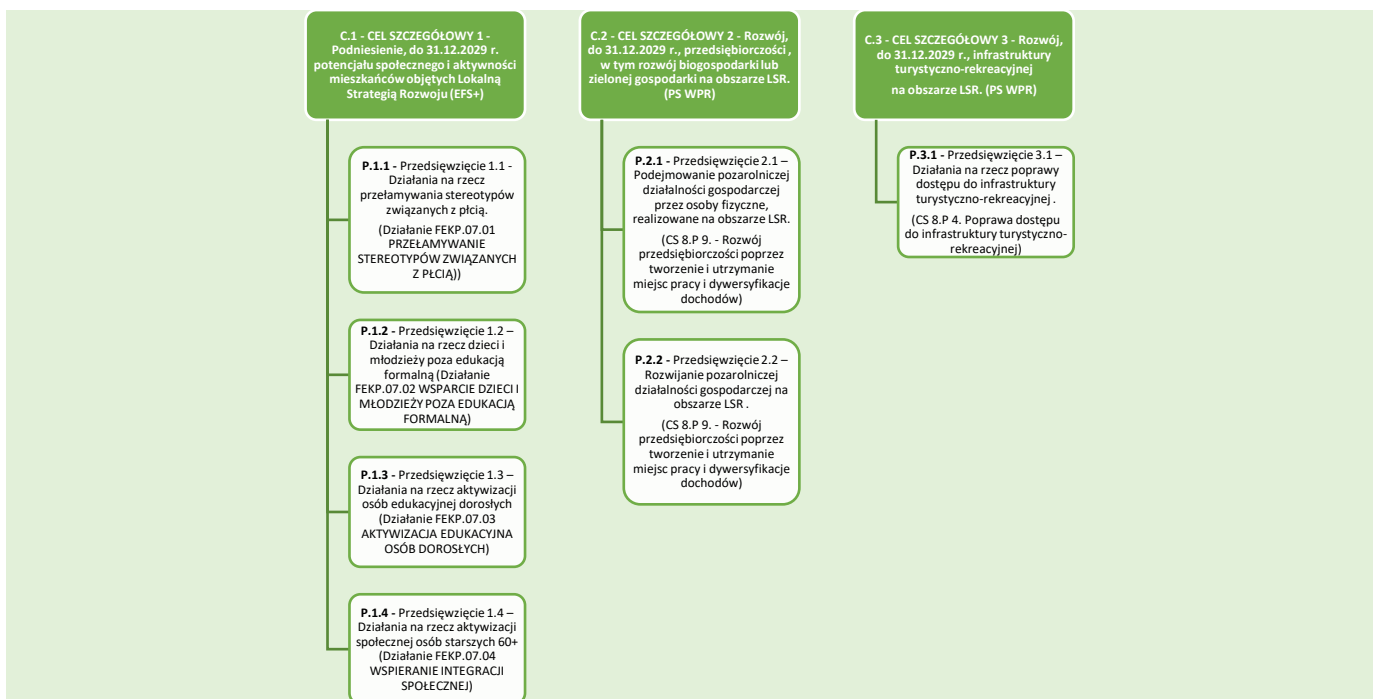 C.1 - CEL SZCZEGÓŁOWY 1 -
Podniesienie, do 31.12.2029 r.
potencjału społecznego i aktywności
mieszkańców objętych Lokalną
Strategią Rozwoju (EFS+)
P.1.1 - Przedsięwzięcie 1.1 -
Działania na rzecz
przełamywania stereotypów
związanych z płcią.
(Działanie FEKP.07.01
PRZEŁAMYWANIE
STEREOTYPÓW ZWIĄZANYCH
Z PŁCIĄ))
P.1.2 - Przedsięwzięcie 1.2 –
Działania na rzecz dzieci i
młodzieży poza edukacją
formalną (Działanie
FEKP.07.02 WSPARCIE DZIECI I
MŁODZIEŻY POZA EDUKACJĄ
FORMALNĄ)
P.1.3 - Przedsięwzięcie 1.3 –
Działania na rzecz aktywizacji
osób edukacyjnej dorosłych
(Działanie FEKP.07.03
AKTYWIZACJA EDUKACYJNA
OSÓB DOROSŁYCH)
P.1.4 - Przedsięwzięcie 1.4 –
Działania na rzecz aktywizacji
społecznej osób starszych 60+
(Działanie FEKP.07.04
WSPIERANIE INTEGRACJI
SPOŁECZNEJ)
C.2 - CEL SZCZEGÓŁOWY 2 - Rozwój,
do 31.12.2029 r., przedsiębiorczości ,
w tym rozwój biogospodarki lub
zielonej gospodarki na obszarze LSR.
(PS WPR)
P.2.1 - Przedsięwzięcie 2.1 –
Podejmowanie pozarolniczej
działalności gospodarczej
przez osoby fizyczne,
realizowane na obszarze LSR.
(CS 8.P 9. - Rozwój
przedsiębiorczości poprzez
tworzenie i utrzymanie
miejsc pracy i dywersyfikacje
dochodów)
P.2.2 - Przedsięwzięcie 2.2 –
Rozwijanie pozarolniczej
działalności gospodarczej na
obszarze LSR .
(CS 8.P 9. - Rozwój
przedsiębiorczości poprzez
tworzenie i utrzymanie
miejsc pracy i dywersyfikacje
dochodów)
C.3 - CEL SZCZEGÓŁOWY 3 - Rozwój,
do 31.12.2029 r., infrastruktury
turystyczno-rekreacyjnej
na obszarze LSR. (PS WPR)
P.3.1 - Przedsięwzięcie 3.1 –
Działania na rzecz poprawy
dostępu do infrastruktury
turystyczno-rekreacyjnej .
(CS 8.P 4. Poprawa dostępu
do infrastruktury turystyczno-
rekreacyjnej)